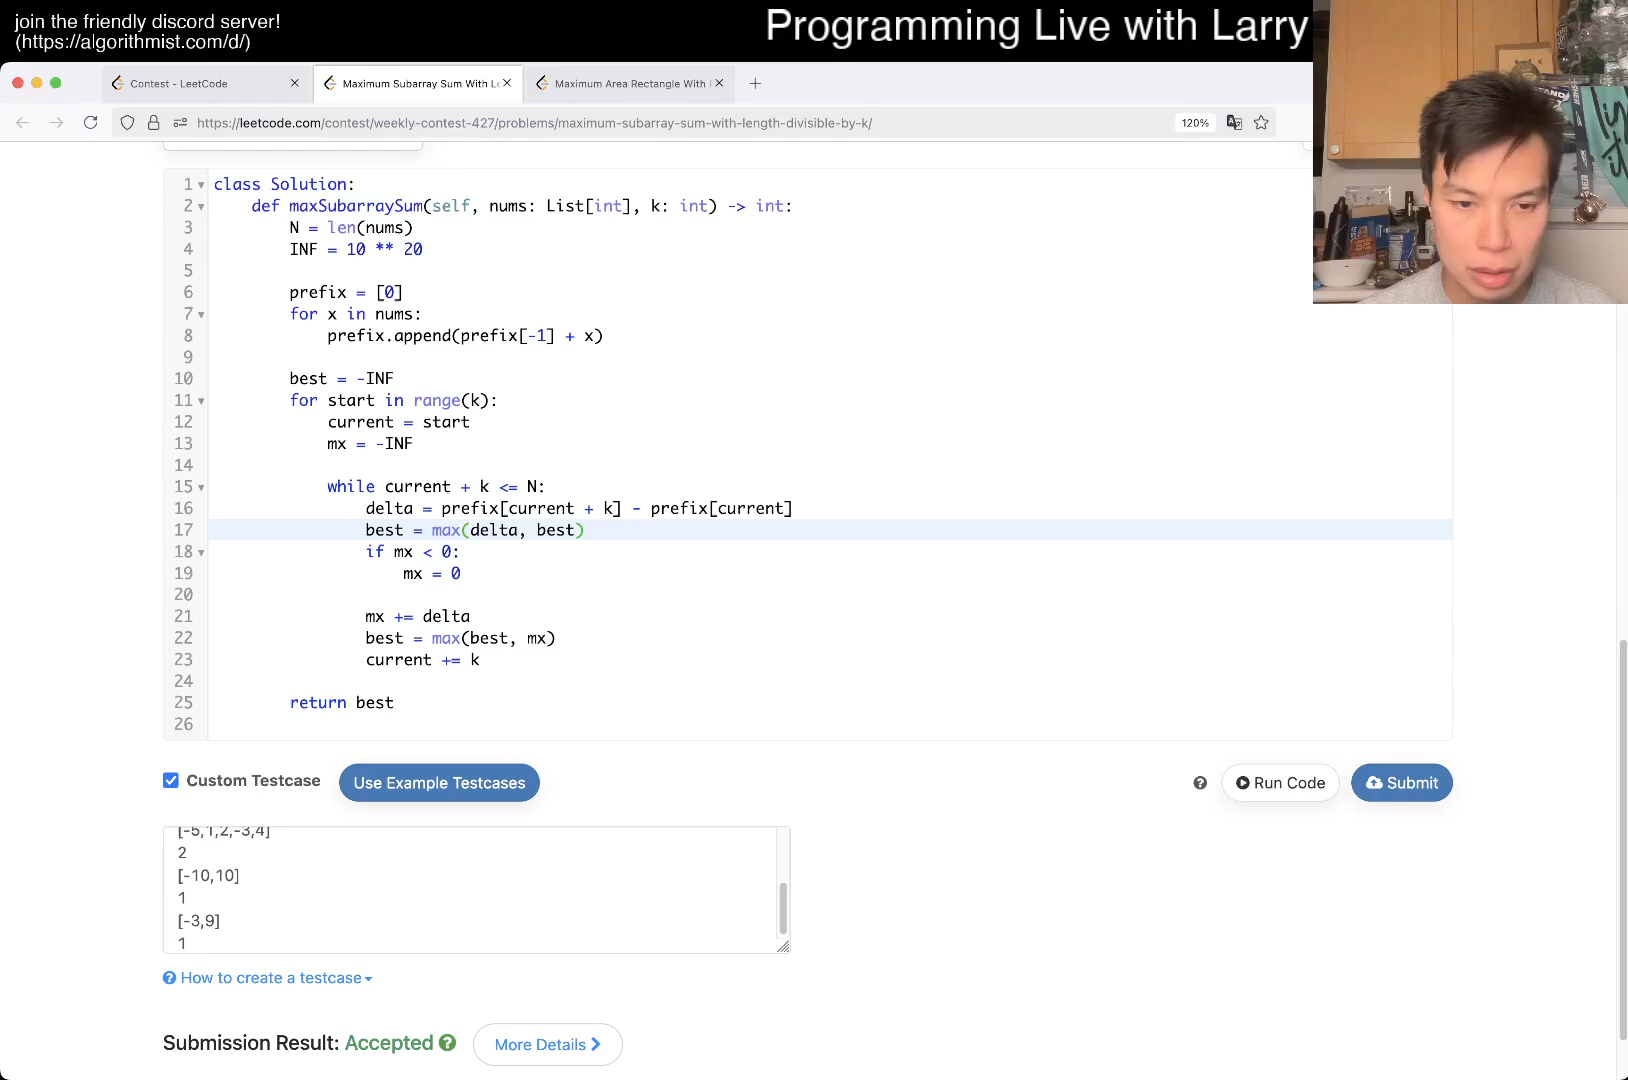 join the friendly discord server!
(https://algorithmist.com/d/)
Programming Live with Larry
Contest - LeetCode
Maximum Subarray Sum With Le
Maximum Area Rectangle With
https://leetcode.com/contest/weekly-contest-427/problems/maximum-subarray-sum-with-length-divisible-by-k/
120%
1 class Solution:
2 def maxSubarraySum(self, nums: List[int], k: int) -> int:
3 N = len(nums)
4 INF = 10 ** 20
5
6 prefix = [0]
7 for x in nums:
8 prefix.append(prefix[-1] + x)
9
10 best = -INF
11 for start in range(k):
12 current = start
13 mx = -INF
14
15 while current + k <= N:
16 delta = prefix[current + k] - prefix[current]
17 best = max(delta, best)
18 if mx < 0:
19 mx = 0
20
21 mx += delta
22 best = max(best, mx)
23 current += k
24
25 return best
26
Custom Testcase
Use Example Testcases
Run Code
Submit
[-5,1,2,-3,4]
2
[-10,10]
1
[-3,9]
1
How to create a testcase
Submission Result: Accepted
More Details